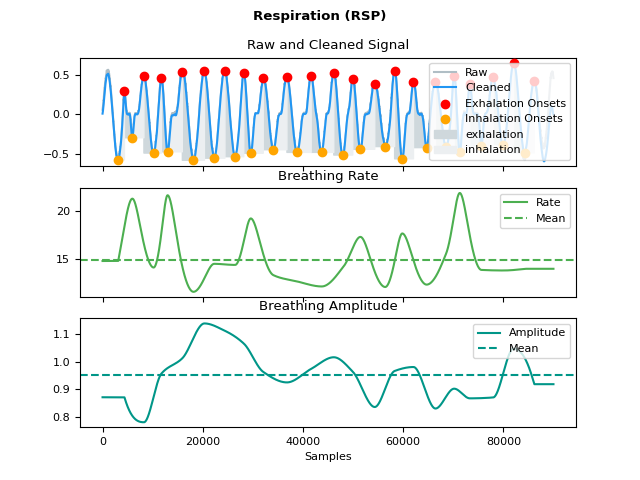 Respiration (RSP)
Raw and Cleaned Signal
0.5
0.0
−0.5
Raw
Cleaned
Exhalation Onsets
Inhalation Onsets
exhalation
inhalation
Breathing Rate
20
15
Rate
Mean
Breathing Amplitude
1.1
1.0
0.9
0.8
Amplitude
Mean
0 20000 40000 60000 80000
Samples